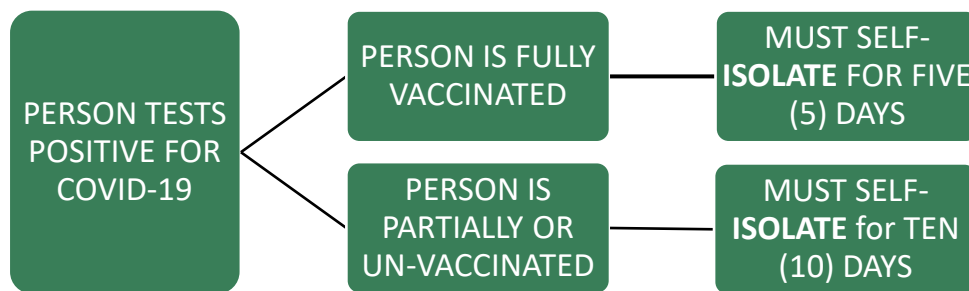 PERSON TESTS
POSITIVE FOR
COVID-19
PERSON IS FULLY
VACCINATED
MUST SELF-
ISOLATE FOR FIVE
(5) DAYS
PERSON IS
PARTIALLY OR
UN-VACCINATED
MUST SELF-
ISOLATE for TEN
(10) DAYS